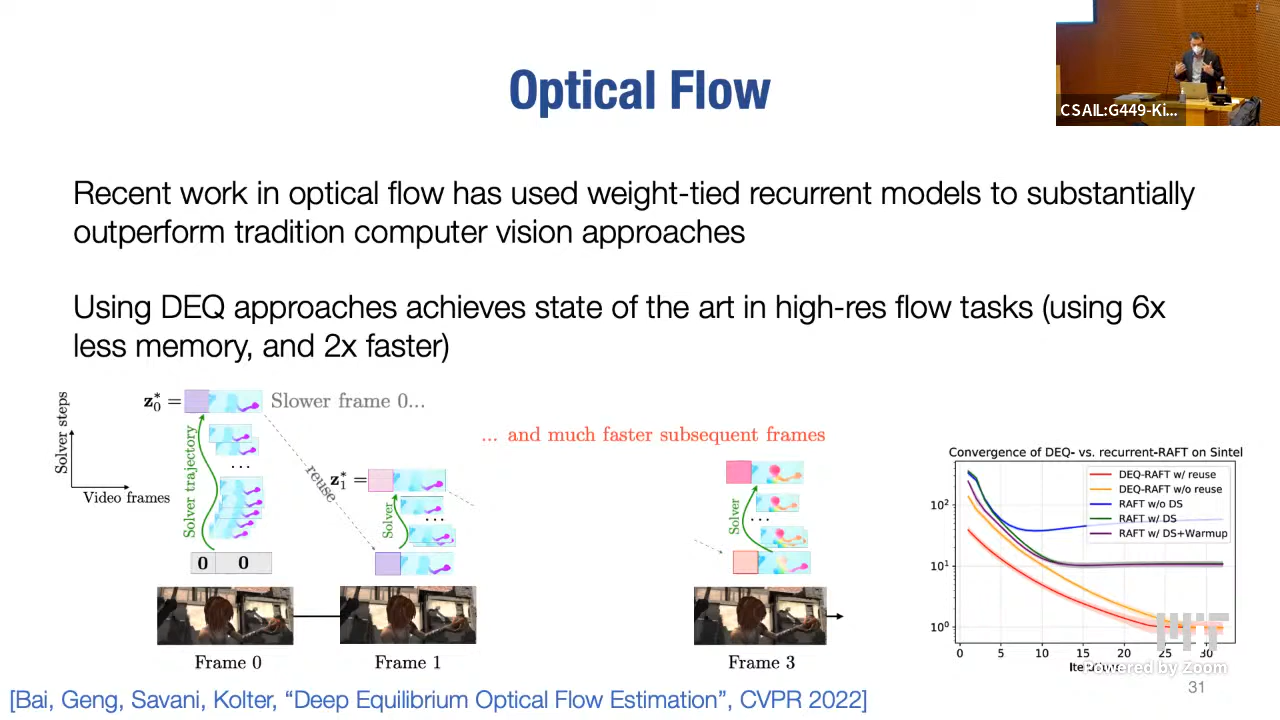 CSAIL:G449-Ki...
Optical Flow
Recent work in optical flow has used weight-tied recurrent models to substantially
outperform tradition computer vision approaches
Using DEQ approaches achieves state of the art in high-res flow tasks (using 6x
less memory, and 2x faster)
Solver steps
Video frames
z*0 =
Slower frame 0...
Solver trajectory
...
0 0
reuse
z*1 =
Solver
...
... and much faster subsequent frames
Solver
...
Frame 0
Frame 1
Frame 3
Convergence of DEQ- vs. recurrent-RAFT on Sintel
DEQ-RAFT w/ reuse
DEQ-RAFT w/o reuse
RAFT w/o DS
RAFT w/ DS
RAFT w/ DS+Warmup
10²
10¹
10⁰
0 5 10 15 20 25 30
MIT
Powered by Zoom
31
[Bai, Geng, Savani, Kolter, “Deep Equilibrium Optical Flow Estimation”, CVPR 2022]